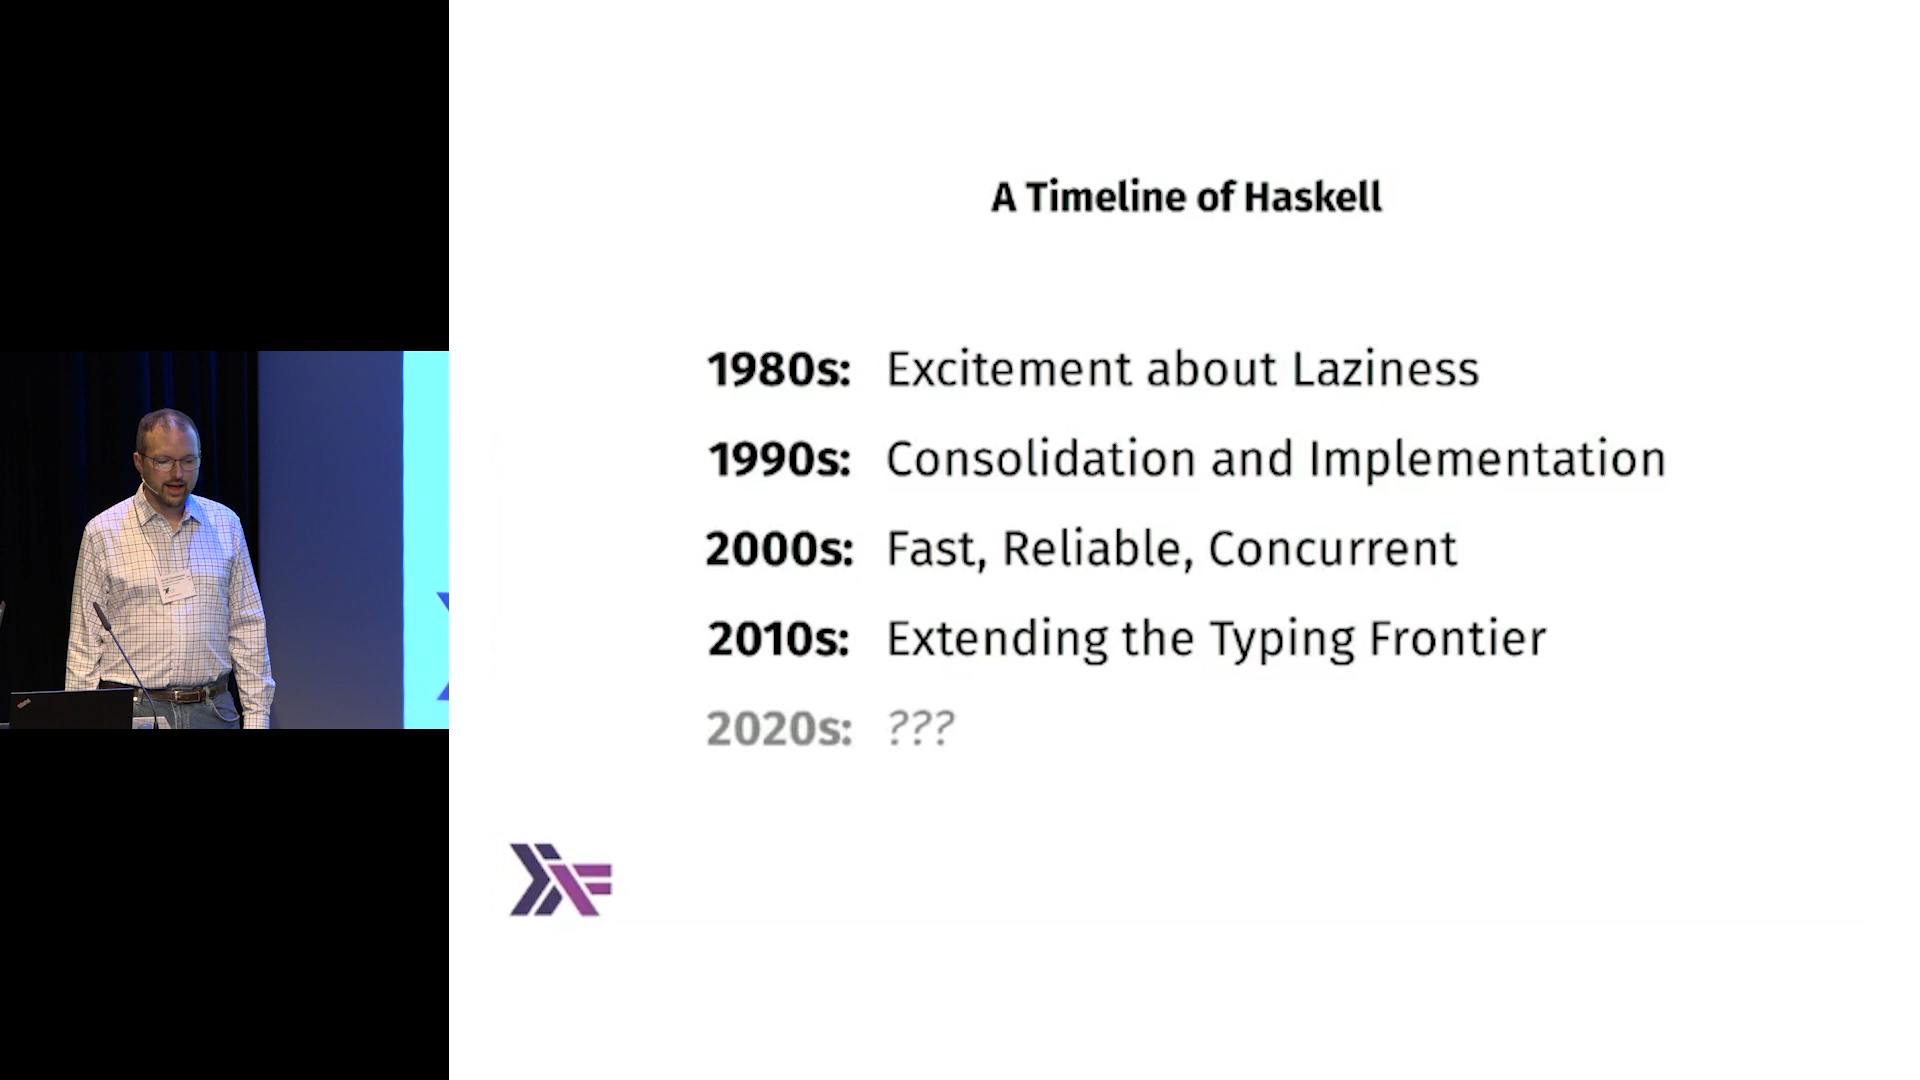 A Timeline of Haskell
1980s: Excitement about Laziness
1990s: Consolidation and Implementation
2000s: Fast, Reliable, Concurrent
2010s: Extending the Typing Frontier
2020s: ???